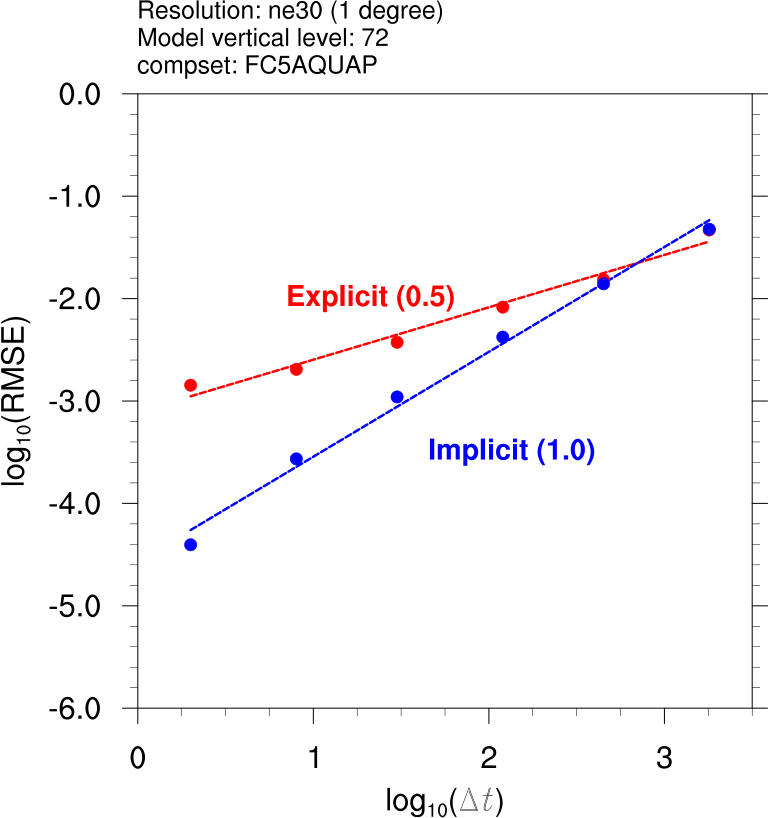 Resolution: ne30 (1 degree)
Model vertical level: 72
compset: FC5AQUAP
0.0
-1.0
-2.0
-3.0
-4.0
-5.0
-6.0
log₁₀(RMSE)
Explicit (0.5)
Implicit (1.0)
0 1 2 3
log₁₀(Δt)